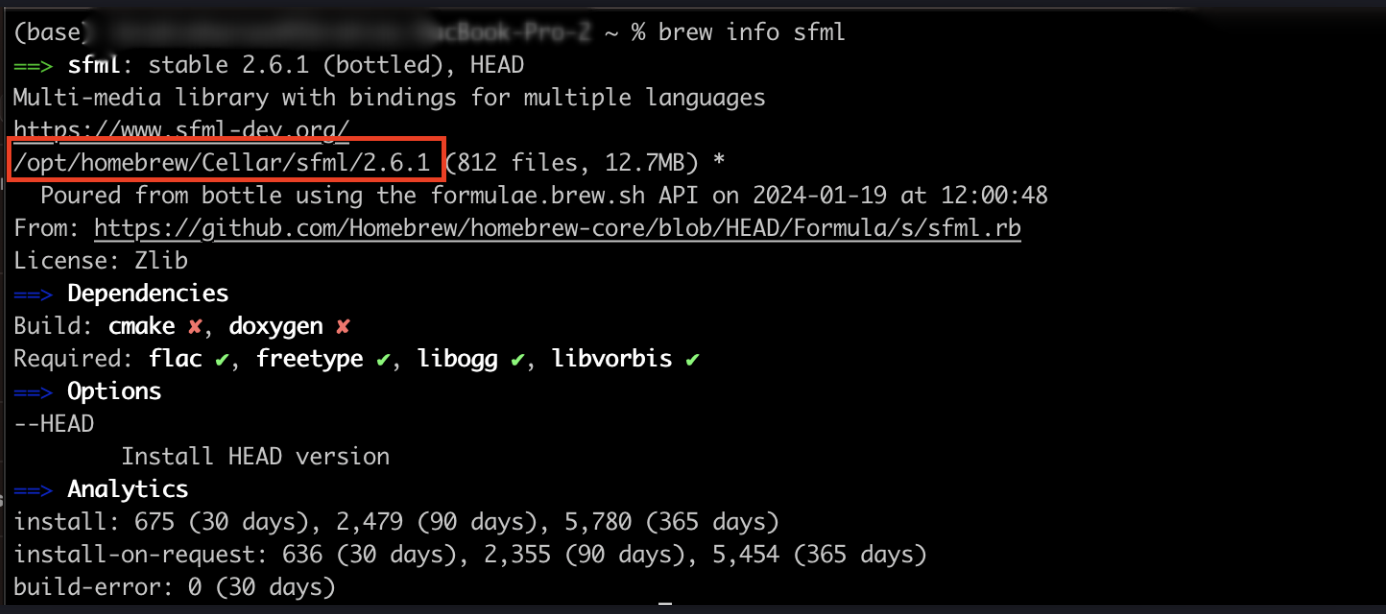 (base) MacBook-Pro-2 ~ % brew info sfml
==> sfml: stable 2.6.1 (bottled), HEAD
Multi-media library with bindings for multiple languages
https://www.sfml-dev.org/
/opt/homebrew/Cellar/sfml/2.6.1 (812 files, 12.7MB) *
  Poured from bottle using the formulae.brew.sh API on 2024-01-19 at 12:00:48
From: https://github.com/Homebrew/homebrew-core/blob/HEAD/Formula/s/sfml.rb
License: Zlib
==> Dependencies
Build: cmake ✘, doxygen ✘
Required: flac ✔, freetype ✔, libogg ✔, libvorbis ✔
==> Options
--HEAD
        Install HEAD version
==> Analytics
install: 675 (30 days), 2,479 (90 days), 5,780 (365 days)
install-on-request: 636 (30 days), 2,355 (90 days), 5,454 (365 days)
build-error: 0 (30 days)